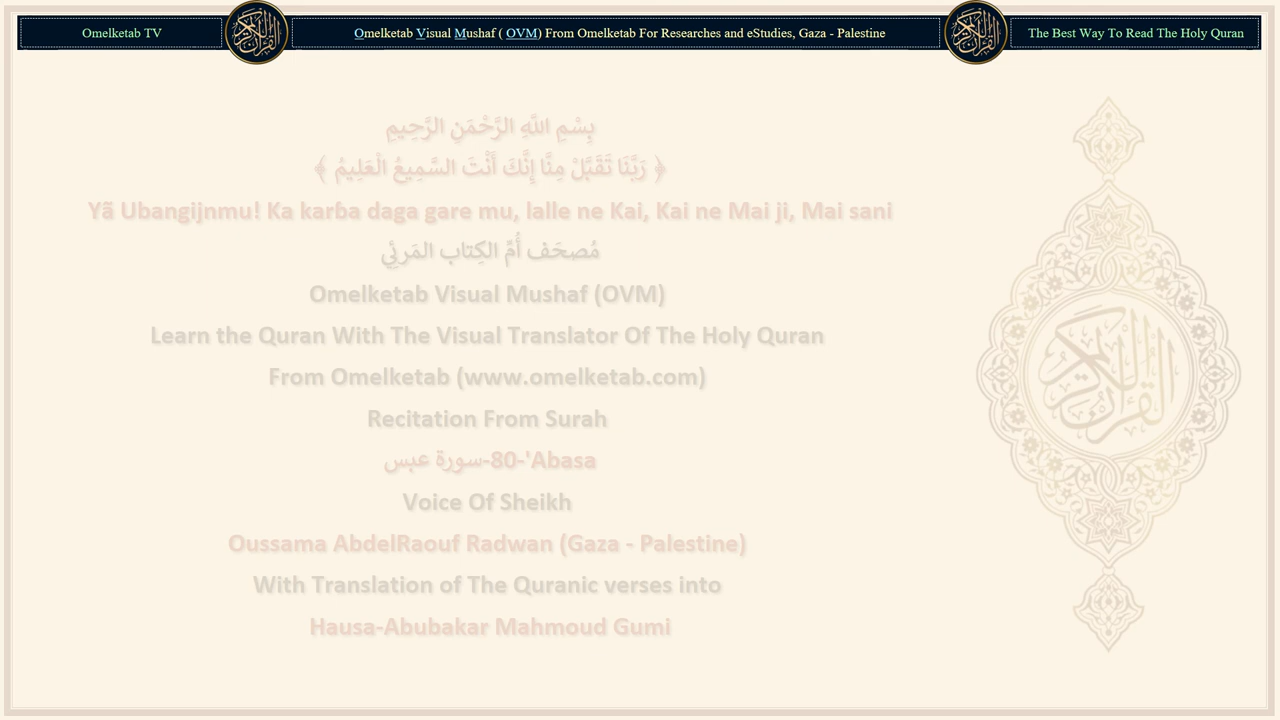 Omelketab TV
Omelketab Visual Mushaf ( OVM) From Omelketab For Researches and eStudies, Gaza - Palestine
The Best Way To Read The Holy Quran
بِسْمِ اللَّهِ الرَّحْمَنِ الرَّحِيمِ
﴿ رَبَّنَا تَقَبَّلْ مِنَّا إِنَّكَ أَنْتَ السَّمِيعُ الْعَلِيمُ ﴾
Yã Ubangijnmu! Ka karɓa daga gare mu, lalle ne Kai, Kai ne Mai ji, Mai sani
مُصحَف أُمِّ الكِتاب المَرئِي
Omelketab Visual Mushaf (OVM)
Learn the Quran With The Visual Translator Of The Holy Quran
From Omelketab (www.omelketab.com)
Recitation From Surah
سورة عبس-80-'Abasa
Voice Of Sheikh
Oussama AbdelRaouf Radwan (Gaza - Palestine)
With Translation of The Quranic verses into
Hausa-Abubakar Mahmoud Gumi
القرآن الكريم